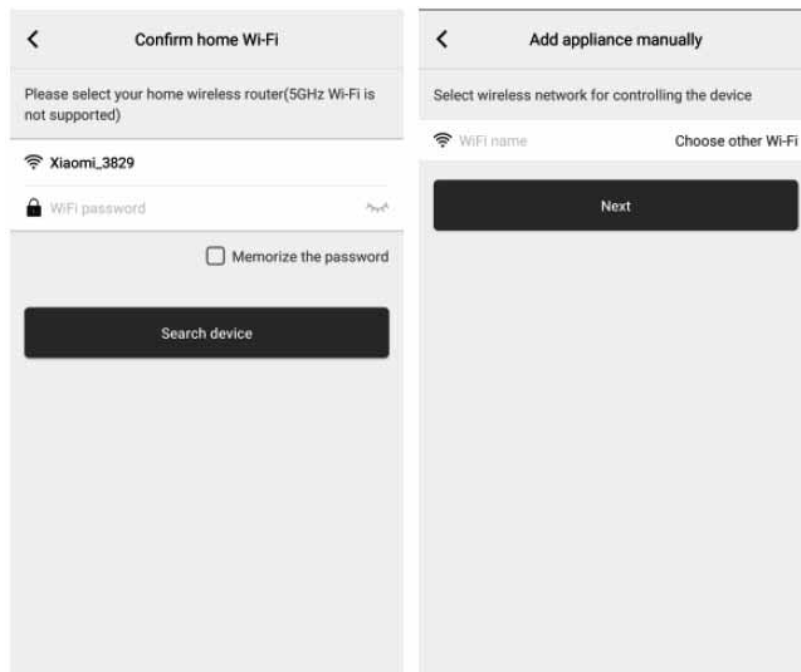 Confirm home Wi-Fi
Please select your home wireless router(5GHz Wi-Fi is
not supported)
Xiaomi_3829
WiFi password
Memorize the password
Search device
Add appliance manually
Select wireless network for controlling the device
WiFi name
Choose other Wi-Fi
Next